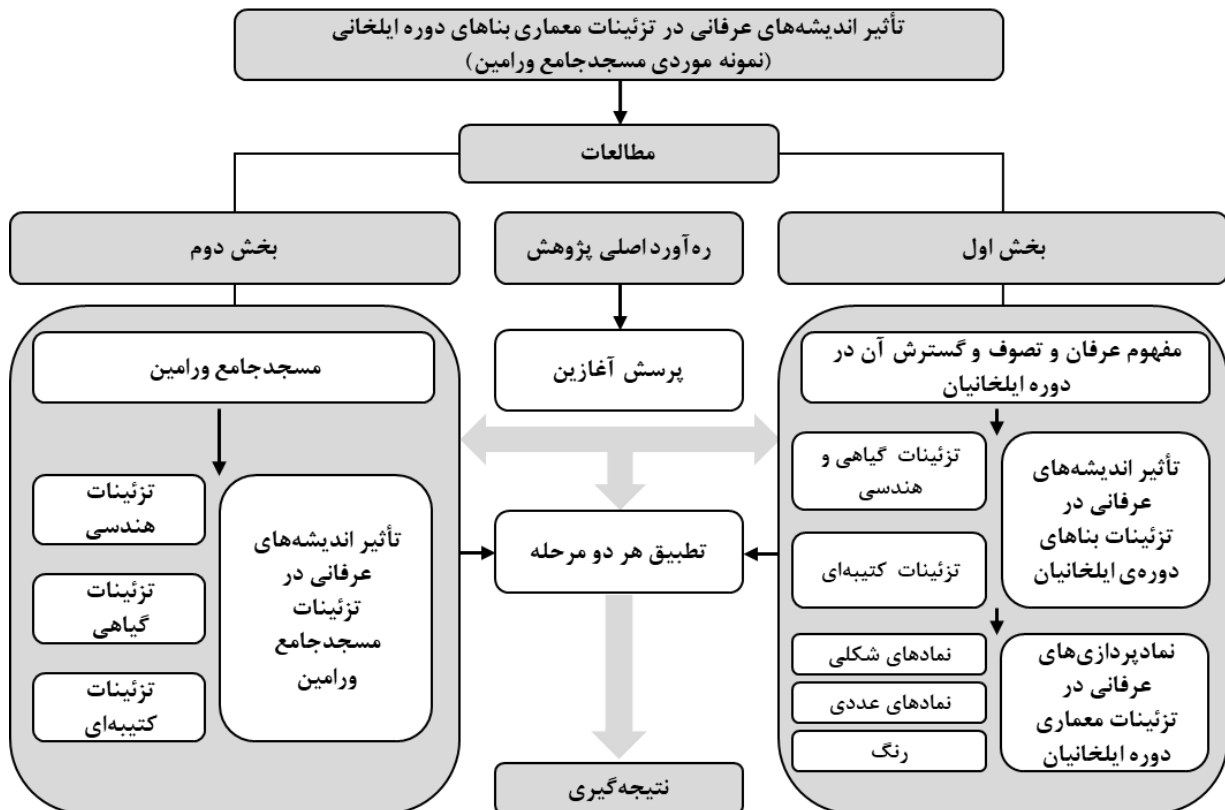 تأثیر اندیشه‌های عرفانی در تزئینات معماری بناهای دوره ایلخانی
(نمونه موردی مسجدجامع ورامین)
مطالعات
بخش اول
ره‌آورد اصلی پژوهش
بخش دوم
مفهوم عرفان و تصوف و گسترش آن در
دوره ایلخانیان
تأثیر اندیشه‌های
عرفانی در
تزئینات بناهای
دوره‌ی ایلخانیان
تزئینات گیاهی و
هندسی
تزئینات کتیبه‌ای
نمادپردازی‌های
عرفانی در
تزئینات معماری
دوره ایلخانیان
نمادهای شکلی
نمادهای عددی
رنگ
پرسش آغازین
تطبیق هر دو مرحله
نتیجه‌گیری
مسجدجامع ورامین
تأثیر اندیشه‌های
عرفانی در
تزئینات
مسجدجامع
ورامین
تزئینات
هندسی
تزئینات
گیاهی
تزئینات
کتیبه‌ای